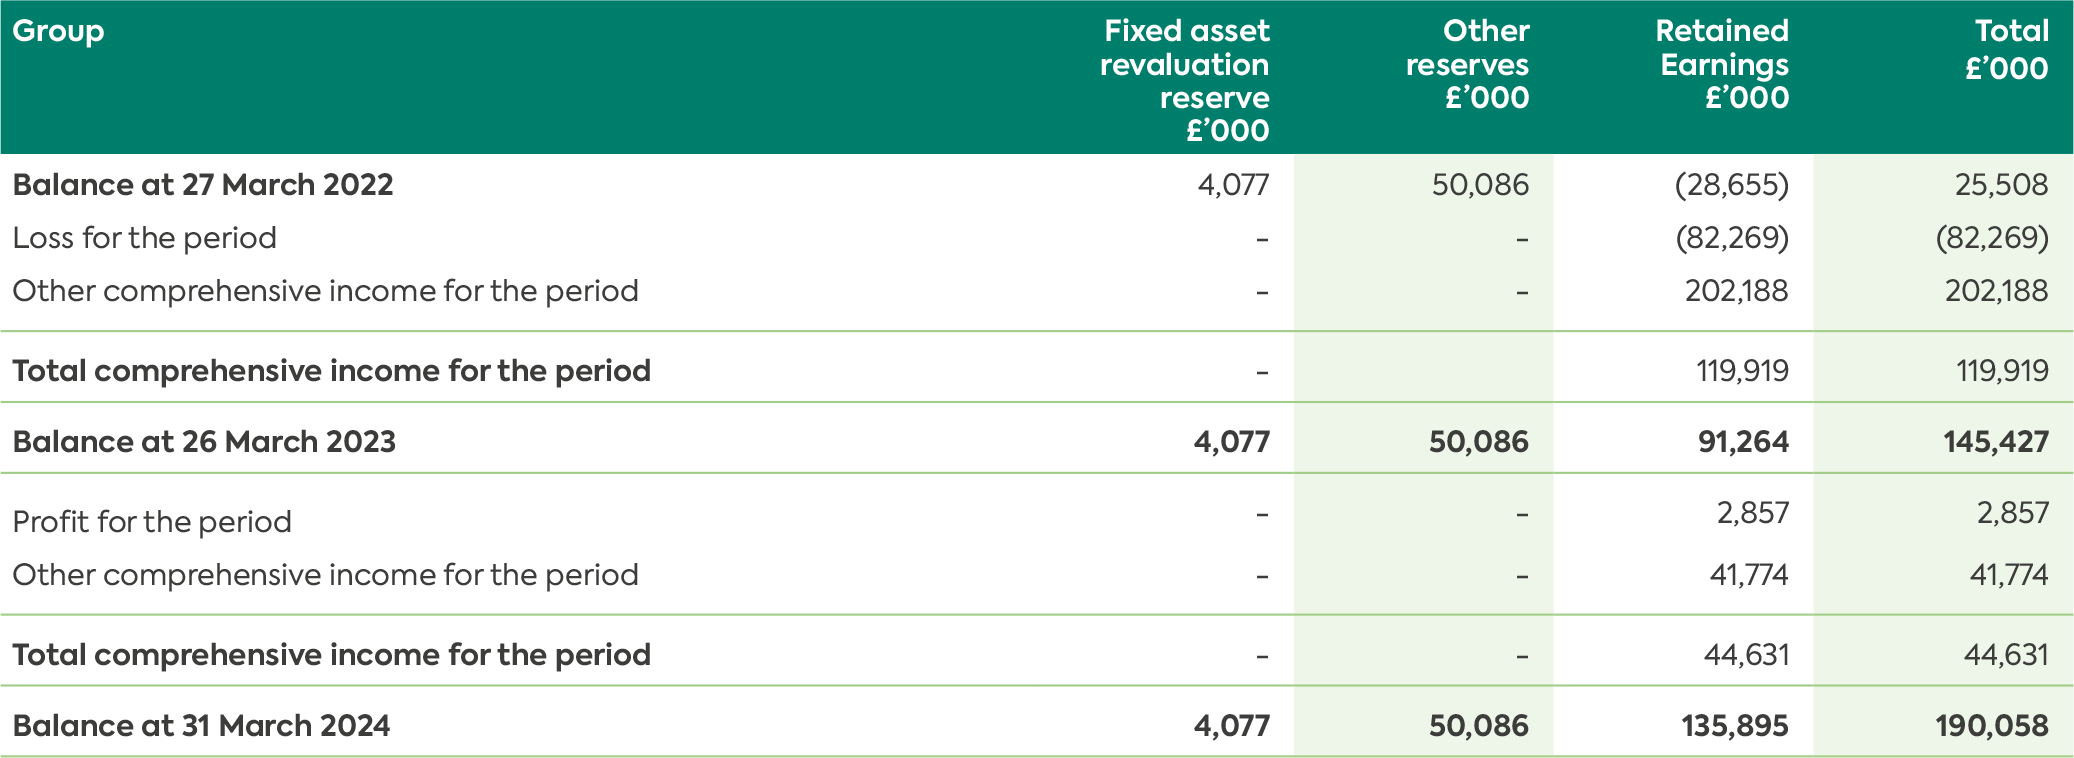 Group Fixed asset revaluation reserve £’000 Other reserves £’000 Retained Earnings £’000 Total £’000
Balance at 27 March 2022 4,077 50,086 (28,655) 25,508
Loss for the period – – (82,269) (82,269)
Other comprehensive income for the period – – 202,188 202,188
Total comprehensive income for the period – 119,919 119,919
Balance at 26 March 2023 4,077 50,086 91,264 145,427
Profit for the period – – 2,857 2,857
Other comprehensive income for the period – – 41,774 41,774
Total comprehensive income for the period – – 44,631 44,631
Balance at 31 March 2024 4,077 50,086 135,895 190,058